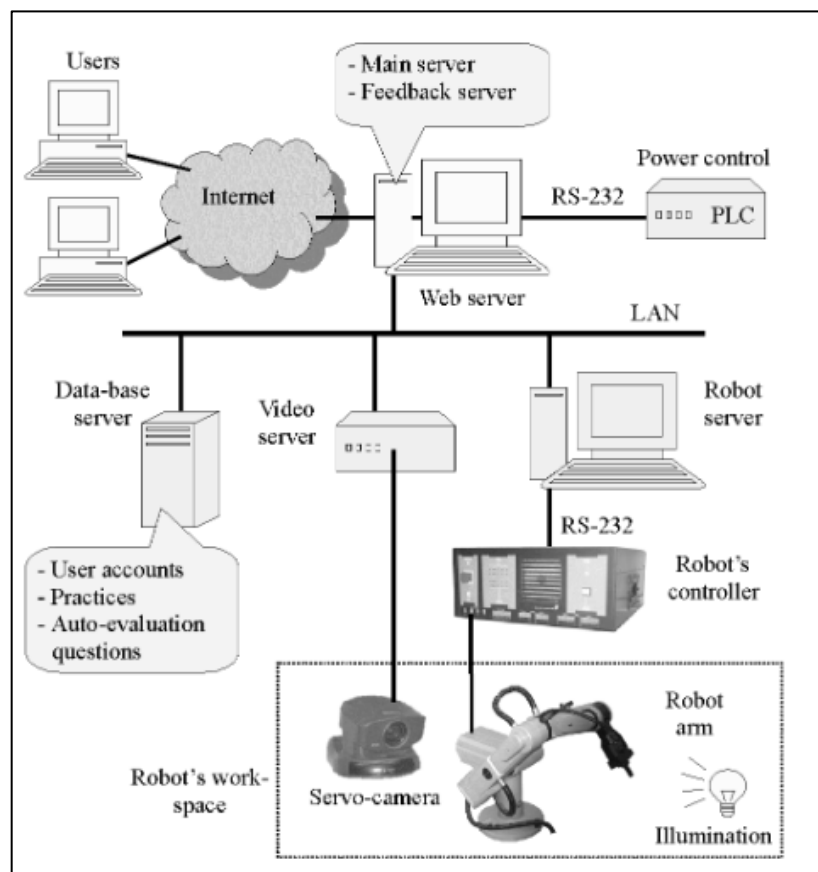 Users
- Main server
- Feedback server
Internet
Power control
RS-232
PLC
Web server
LAN
Data-base
server
Video
server
Robot
server
RS-232
- User accounts
- Practices
- Auto-evaluation
questions
Robot's
controller
Robot
arm
Robot's work-
space
Servo-camera
Illumination